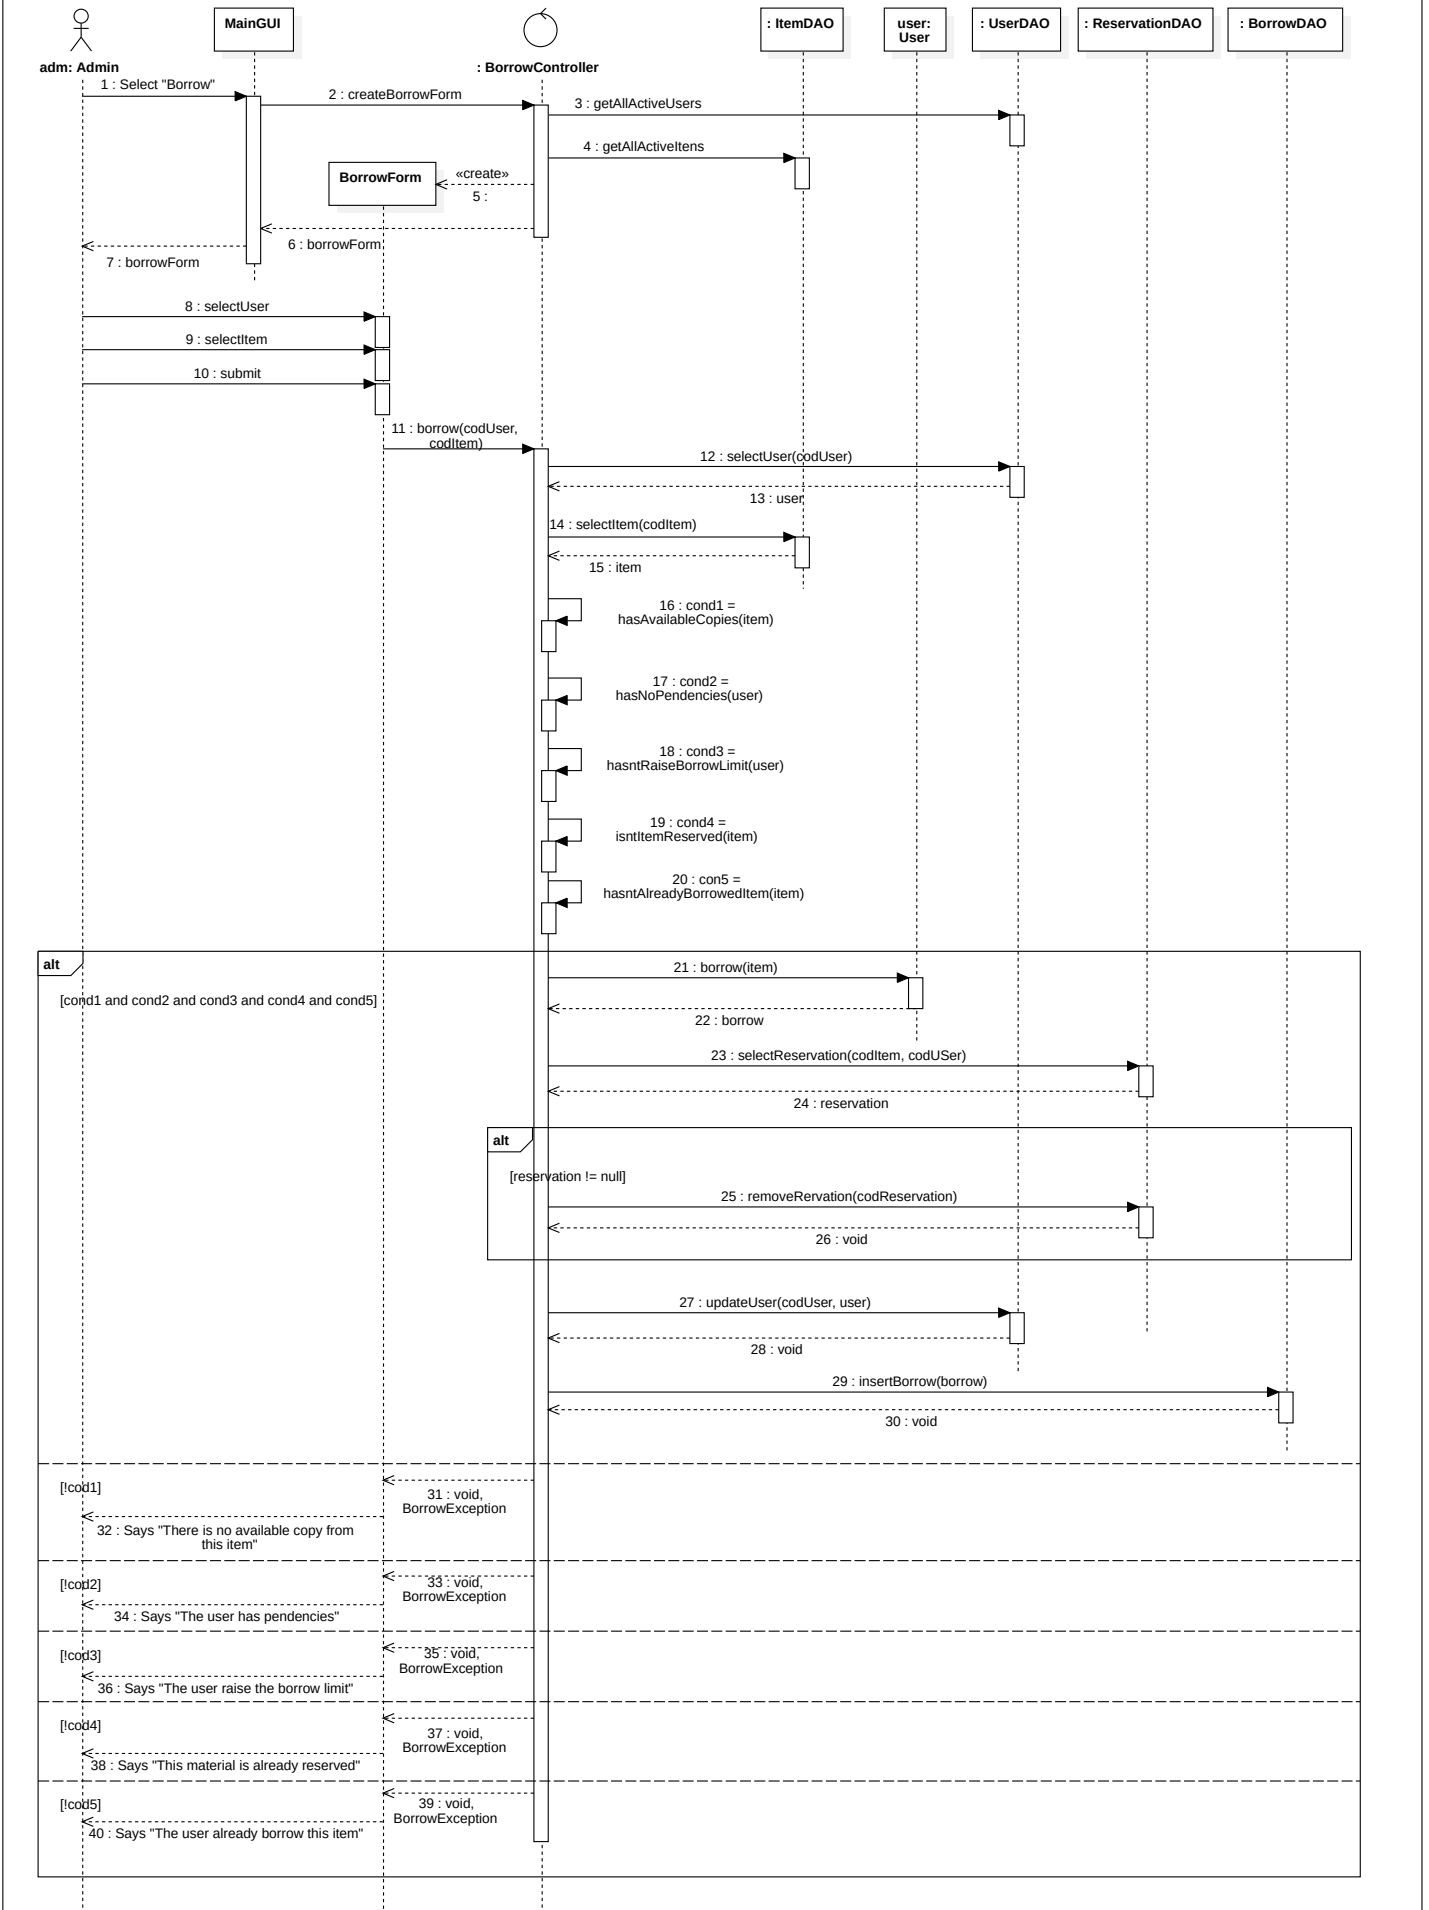 MainGUI
: ItemDAO
user:
User
: UserDAO
: ReservationDAO
: BorrowDAO
adm: Admin
: BorrowController
1 : Select "Borrow"
2 : createBorrowForm
3 : getAllActiveUsers
4 : getAllActiveItens
BorrowForm
«create»
5 :
6 : borrowForm
7 : borrowForm
8 : selectUser
9 : selectItem
10 : submit
11 : borrow(codUser,
codItem)
12 : selectUser(codUser)
13 : user
14 : selectItem(codItem)
15 : item
16 : cond1 =
hasAvailableCopies(item)
17 : cond2 =
hasNoPendencies(user)
18 : cond3 =
hasntRaiseBorrowLimit(user)
19 : cond4 =
isntItemReserved(item)
20 : con5 =
hasntAlreadyBorrowedItem(item)
alt
21 : borrow(item)
[cond1 and cond2 and cond3 and cond4 and cond5]
22 : borrow
23 : selectReservation(codItem, codUSer)
24 : reservation
alt
[reservation != null]
25 : removeRervation(codReservation)
26 : void
27 : updateUser(codUser, user)
28 : void
29 : insertBorrow(borrow)
30 : void
[!cod1]
31 : void,
BorrowException
32 : Says "There is no available copy from
this item"
[!cod2]
33 : void,
BorrowException
34 : Says "The user has pendencies"
[!cod3]
35 : void,
BorrowException
36 : Says "The user raise the borrow limit"
[!cod4]
37 : void,
BorrowException
38 : Says "This material is already reserved"
[!cod5]
39 : void,
BorrowException
40 : Says "The user already borrow this item"